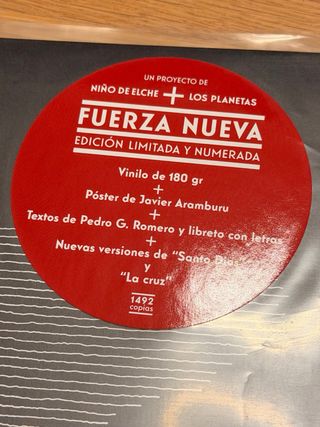 UN PROYECTO DE
NIÑO DE ELCHE + LOS PLANETAS
FUERZA NUEVA
EDICIÓN LIMITADA Y NUMERADA
Vinilo de 180 gr
+
Póster de Javier Aramburu
+
Textos de Pedro G. Romero y libreto con letras
+
Nuevas versiones de "Santo Dios"
y
"La cruz"
1492
copias